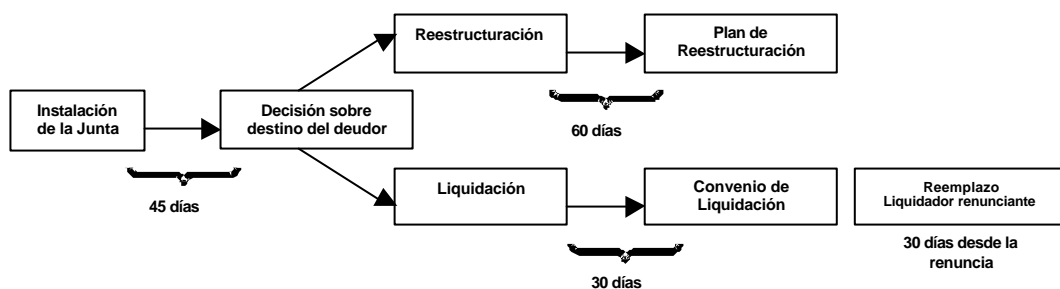 Reestructuración
Plan de
Reestructuración
60 días
Instalación
de la Junta
Decisión sobre
destino del deudor
45 días
Liquidación
Convenio de
Liquidación
30 días
Reemplazo
Liquidador renunciante
30 días desde la
renuncia